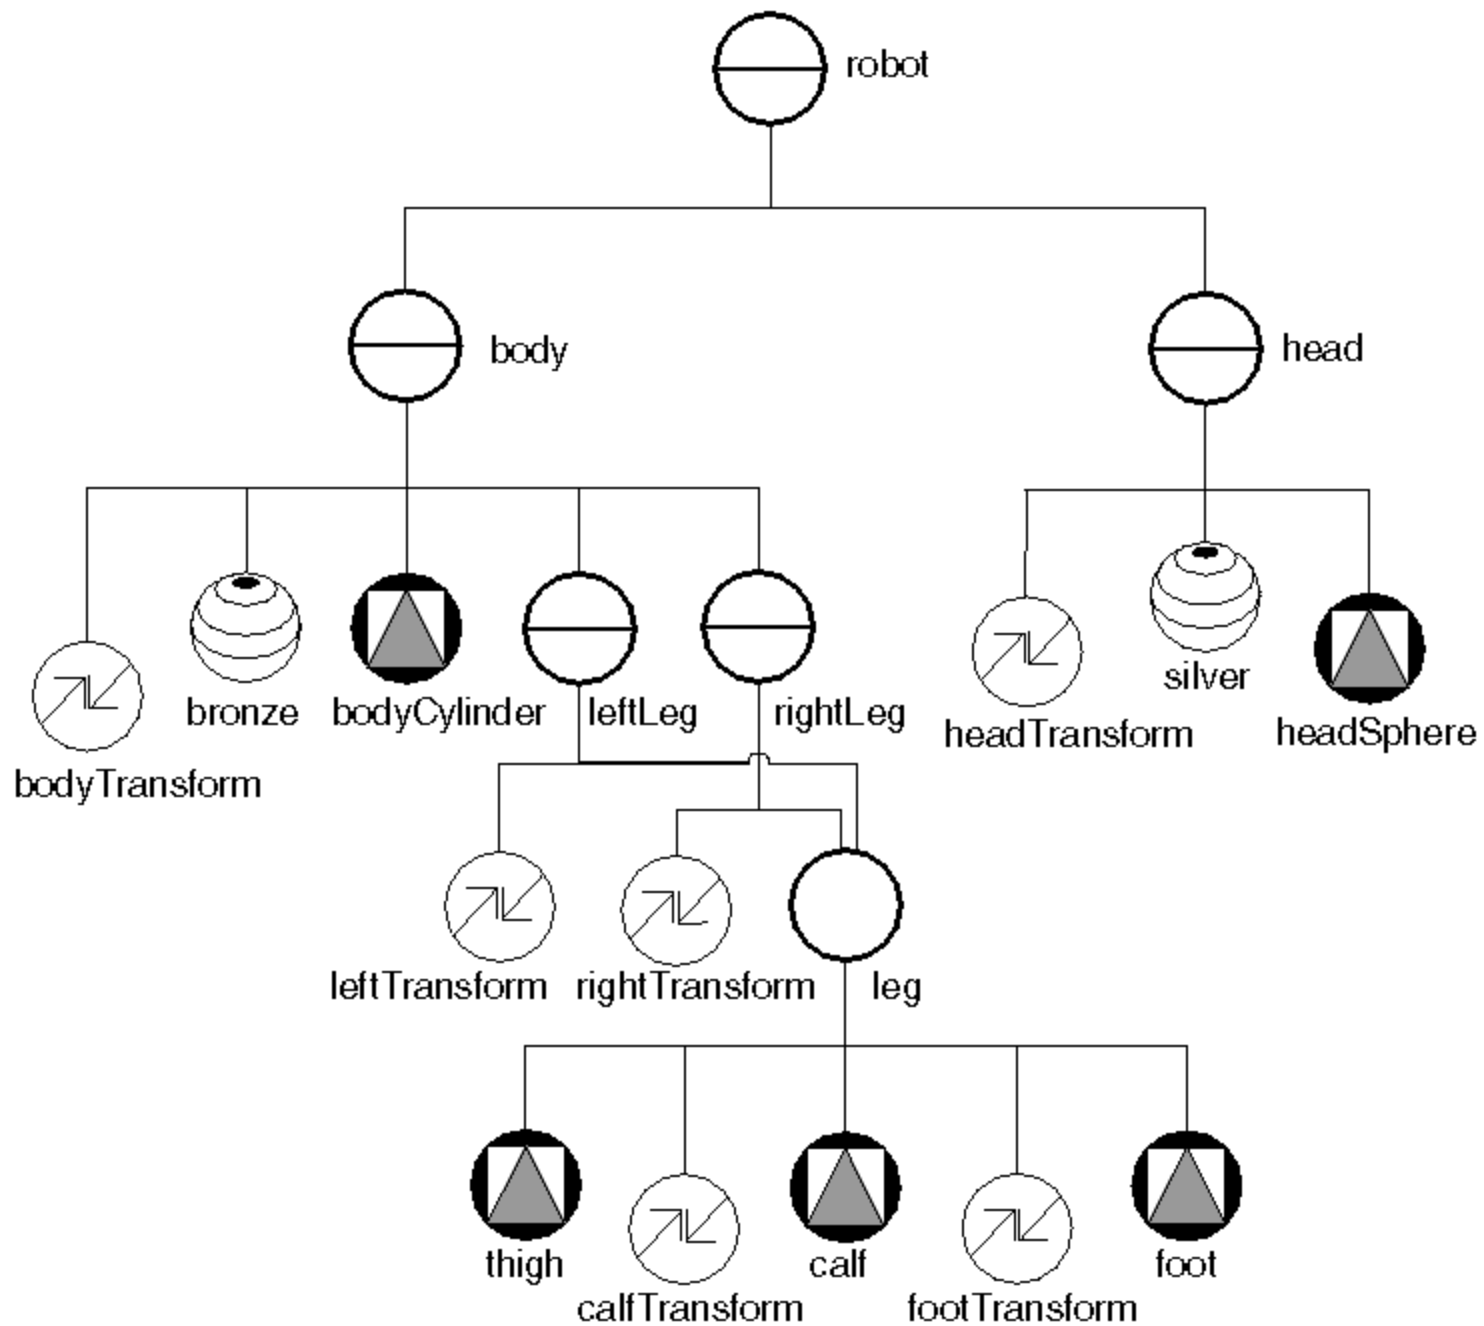 robot
body
head
bronze
bodyCylinder
leftLeg
rightLeg
silver
headTransform
headSphere
bodyTransform
leftTransform
rightTransform
leg
thigh
calf
foot
calfTransform
footTransform